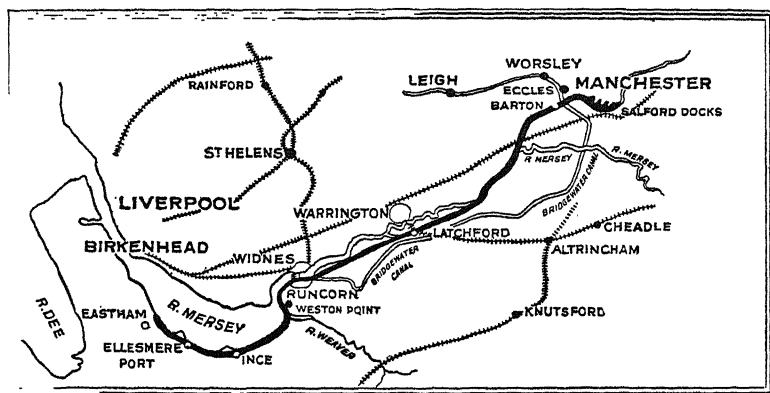 WORSLEY
LEIGH
ECCLES
MANCHESTER
BARTON
SALFORD DOCKS
RAINFORD
ST HELENS
R. MERSEY
R. MERSEY
BRIDGEWATER CANAL
LIVERPOOL
WARRINGTON
LATCHFORD
CHEADLE
BIRKENHEAD
WIDNES
ALTRINCHAM
BRIDGEWATER
CANAL
R. DEE
R. MERSEY
RUNCORN
WESTON POINT
EASTHAM
KNUTSFORD
R. WEAVER
ELLESMERE
PORT
INCE